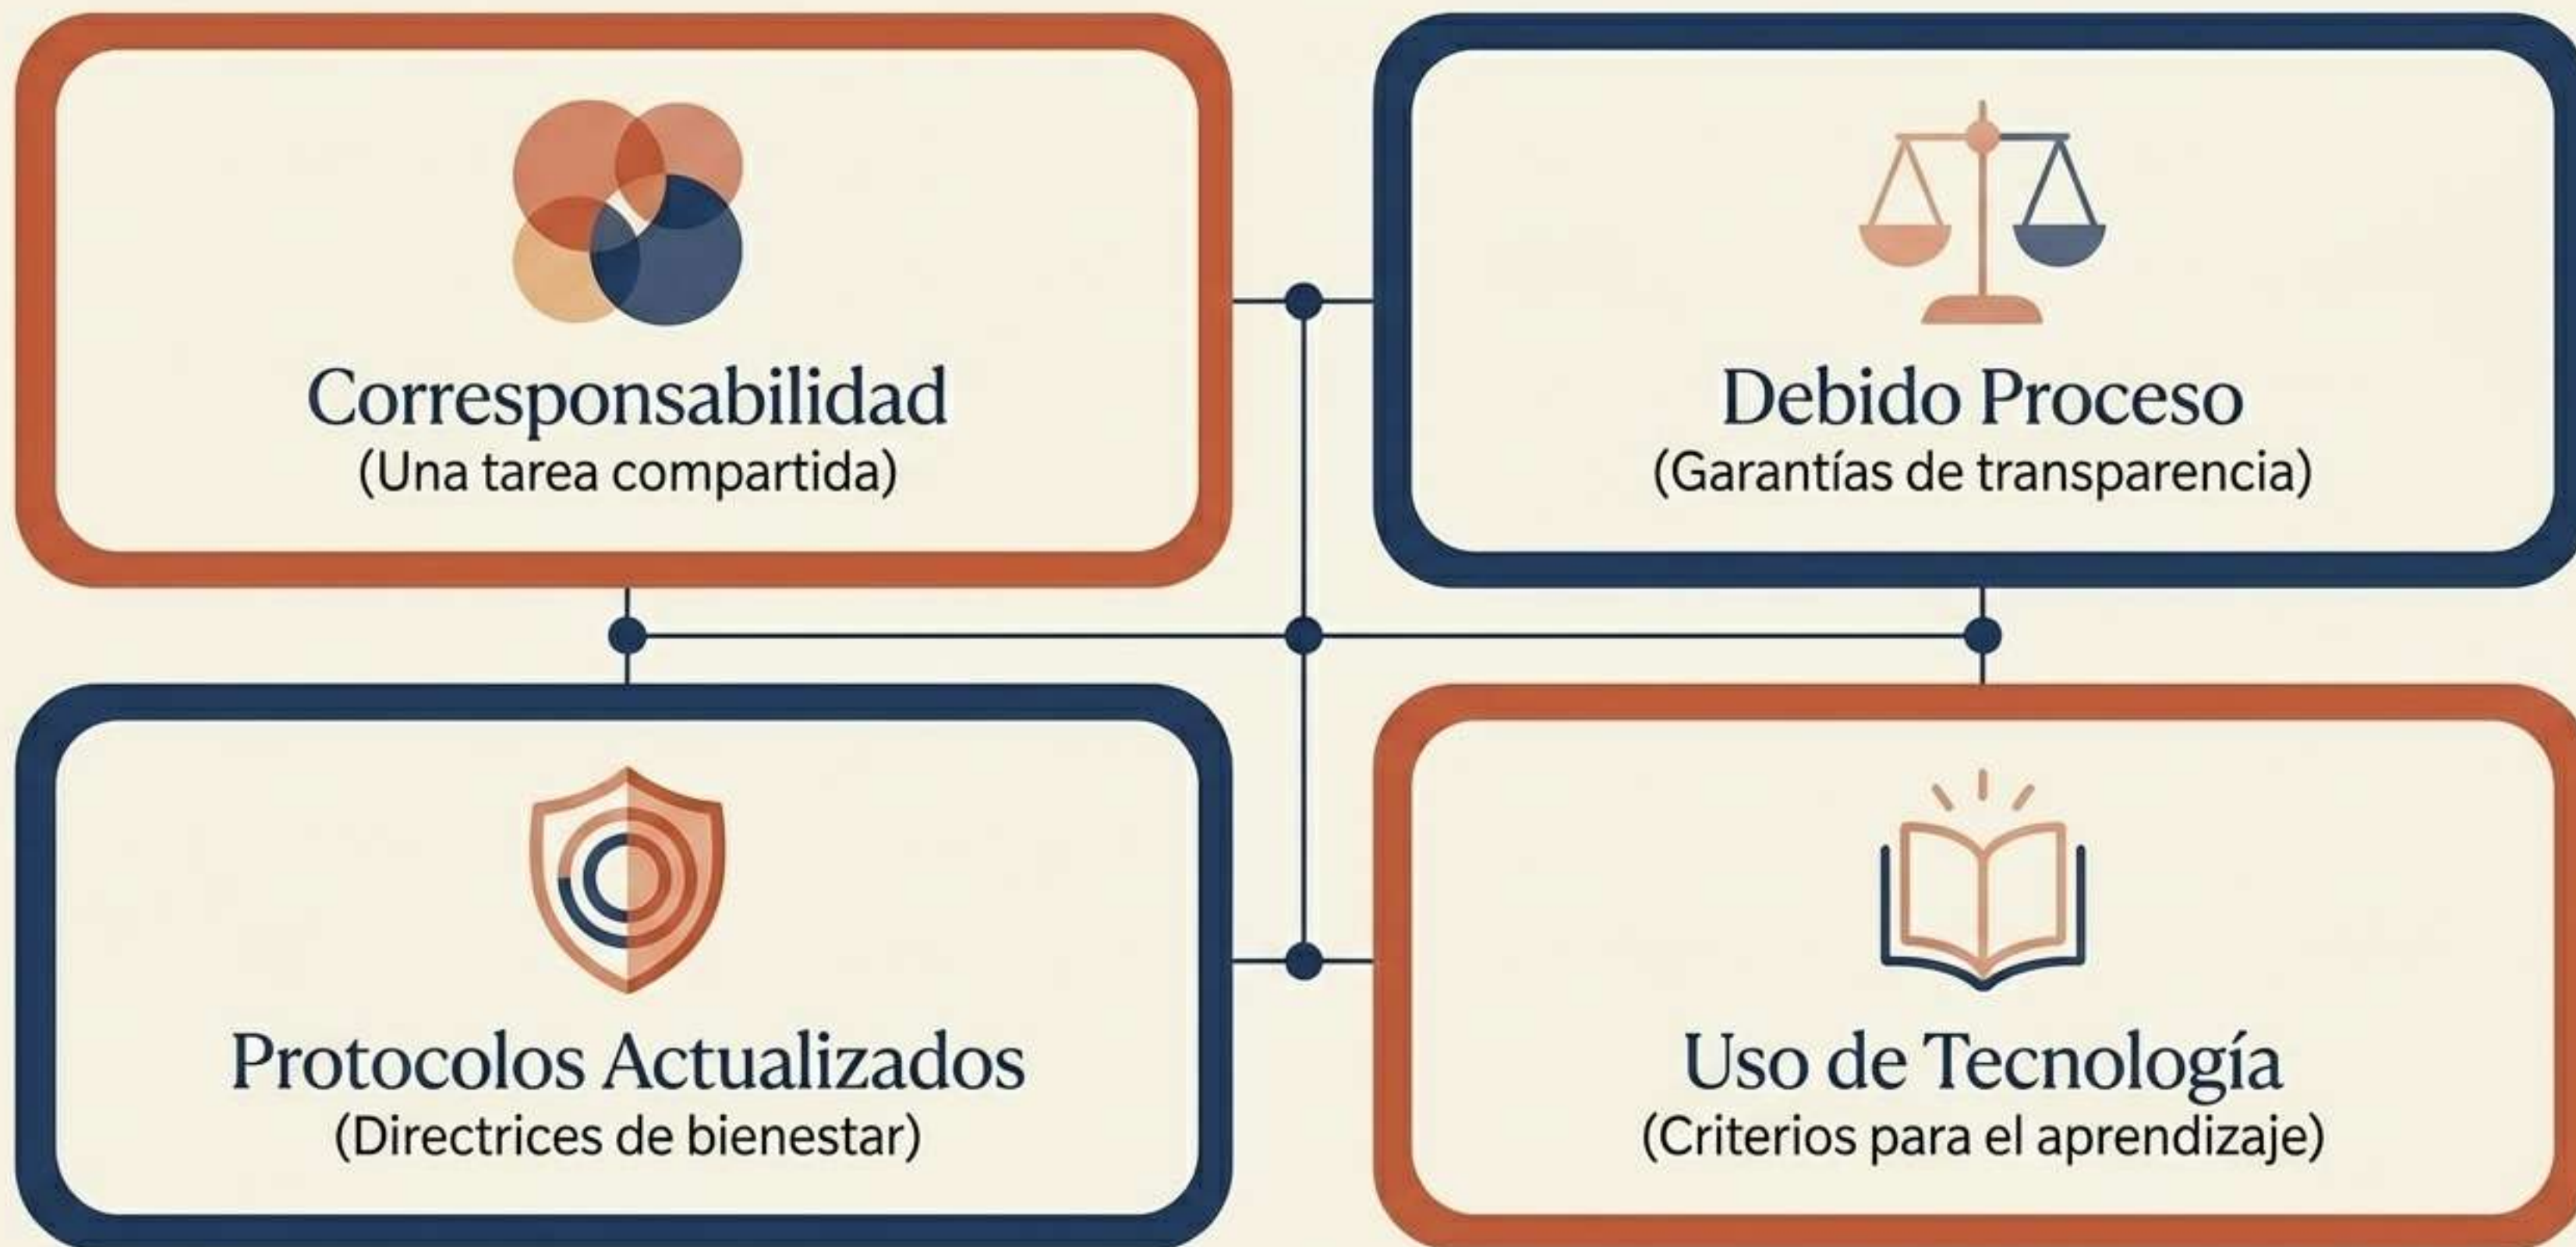 Corresponsabilidad
(Una tarea compartida)
Debido Proceso
(Garantías de transparencia)
Protocolos Actualizados
(Directrices de bienestar)
Uso de Tecnología
(Criterios para el aprendizaje)